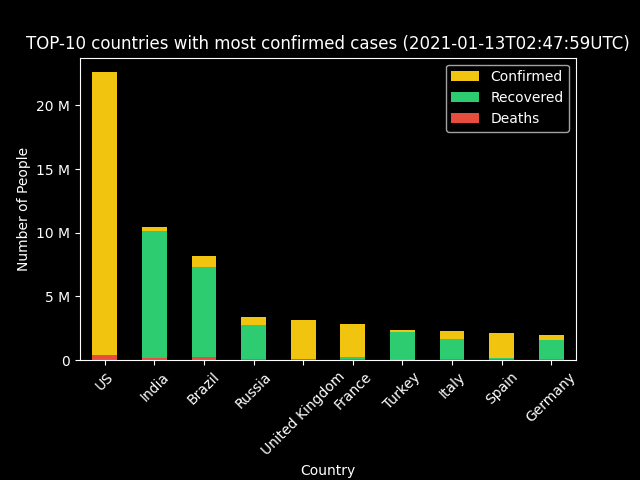 TOP-10 countries with most confirmed cases (2021-01-13T02:47:59UTC)
Confirmed
Recovered
Deaths
Number of People
20 M
15 M
10 M
5 M
0
US
India
Brazil
Russia
United Kingdom
France
Turkey
Italy
Spain
Germany
Country